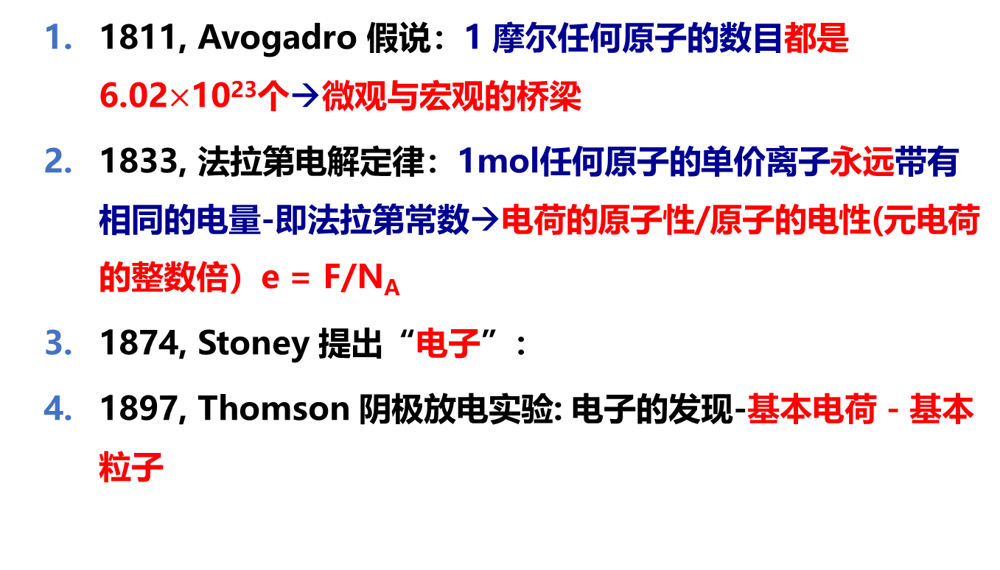 1. 1811, Avogadro 假说：1 摩尔任何原子的数目都是
6.02×10²³个→微观与宏观的桥梁
2. 1833, 法拉第电解定律：1mol任何原子的单价离子永远带有
相同的电量-即法拉第常数→电荷的原子性/原子的电性(元电荷
的整数倍）e = F/N_A
3. 1874, Stoney 提出“电子”：
4. 1897, Thomson 阴极放电实验: 电子的发现-基本电荷－基本
粒子